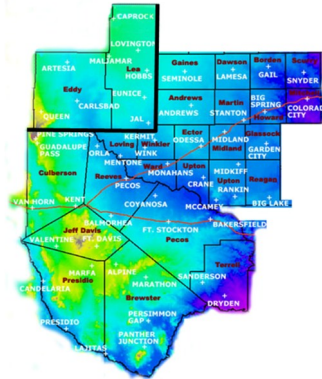 CAPROCK
LOVINGTON
MALJAMAR
Lea
HOBBS
ARTESIA
Eddy
CARLSBAD
EUNICE
QUEEN
JAL
Gaines
SEMINOLE
Dawson
LAMESA
Borden
GAIL
Scurry
SNYDER
Andrews
ANDREWS
Martin
STANTON
BIG
SPRING
Howard
Mitchell
COLORAD
CITY
PINE SPRINGS
GUADALUPE
PASS
Culberson
ORLA
Loving
MENTONE
KERMIT
Winkler
WINK
Ector
ODESSA
MIDLAND
Midland
Glasscock
GARDEN
CITY
Reeves
PECOS
Ward
MONAHANS
CRANE
Upton
MIDKIFF
Upton
RANKIN
Reagan
BIG LAKE
VAN HORN
KENT
COYANOSA
MCCAMEY
BALMORHEA
Jeff Davis
VALENTINE
FT. DAVIS
FT. STOCKTON
Pecos
BAKERSFIELD
MARFA
Presidio
ALPINE
MARATHON
Brewster
SANDERSON
Terrell
DRYDEN
CANDELARIA
PRESIDIO
PERSIMMON
GAP
PANTHER
JUNCTION
LAJITAS